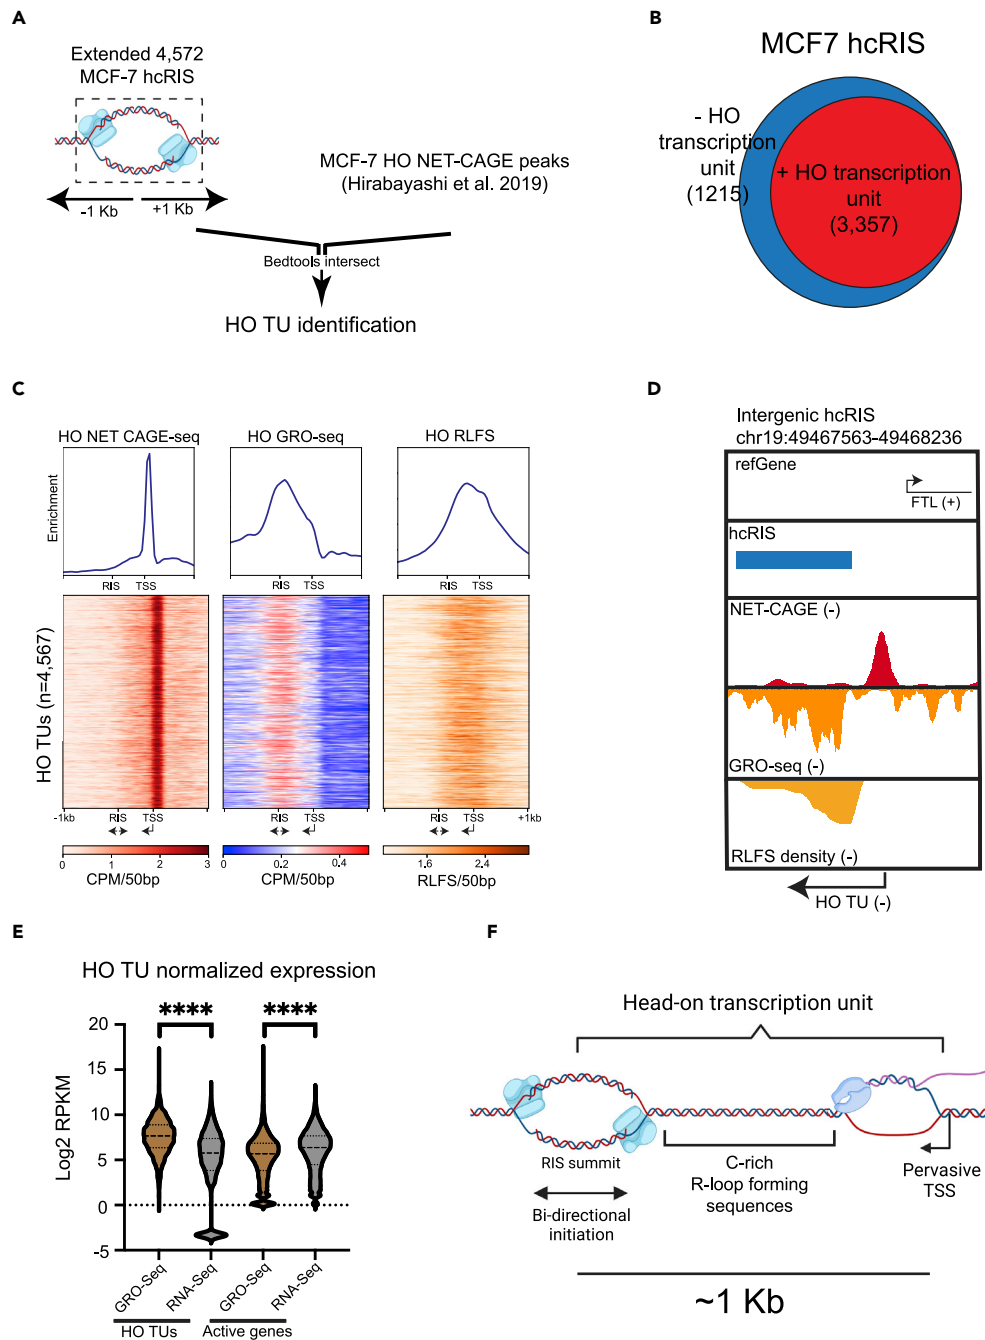 A
Extended 4,572
MCF-7 hcRIS
-1 Kb
+1 Kb
MCF-7 HO NET-CAGE peaks
(Hirabayashi et al. 2019)
Bedtools intersect
HO TU identification
B
MCF7 hcRIS
- HO
transcription
unit
(1215)
+ HO transcription
unit
(3,357)
C
HO NET CAGE-seq
HO GRO-seq
HO RLFS
Enrichment
RIS
TSS
RIS
TSS
RIS
TSS
HO TUs (n=4,567)
-1kb
RIS
TSS
RIS
TSS
RIS
TSS
+1kb
0
1
2
3
CPM/50bp
0
0.2
0.4
CPM/50bp
1.6
2.4
RLFS/50bp
D
Intergenic hcRIS
chr19:49467563-49468236
refGene
FTL (+)
hcRIS
NET-CAGE (-)
GRO-seq (-)
RLFS density (-)
HO TU (-)
E
HO TU normalized expression
****
****
Log2 RPKM
20
15
10
5
0
-5
GRO-Seq
RNA-Seq
GRO-Seq
RNA-Seq
HO TUs
Active genes
F
Head-on transcription unit
RIS summit
Bi-directional
initiation
C-rich
R-loop forming
sequences
Pervasive
TSS
~1 Kb